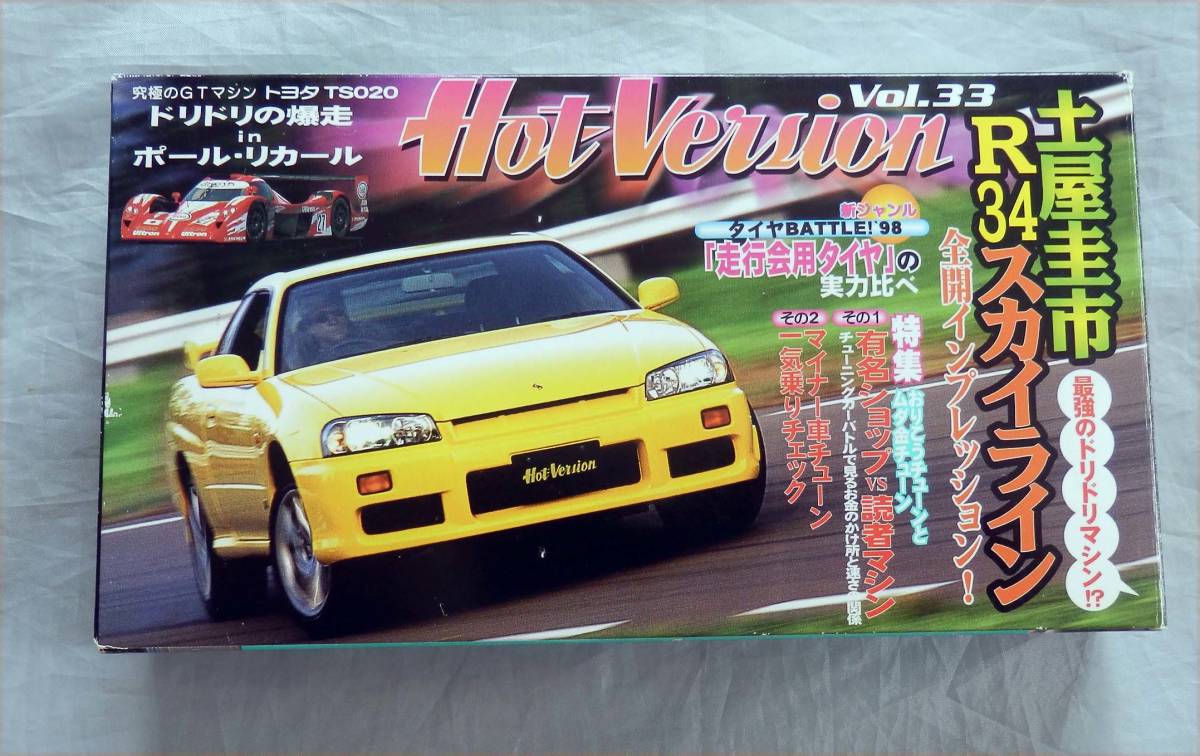 究極のGTマシン トヨタ TS020
ドリドリの爆走
in
ポール・リカール
Hot-Version
Vol.33
土屋圭市
R34スカイライン
全開インプレッション!
最強のドリドリマシン!?
新ジャンル
タイヤBATTLE!'98
「走行会用タイヤ」の
実力比べ
特集
おりこうチューンと
ムダ金チューン
その1
有名ショップVS読者マシン
チューニングカーバトルで見るお金のかけ所と速さの関係
その2
マイナー車チューン
一気乗りチェック
Hot-Version
27